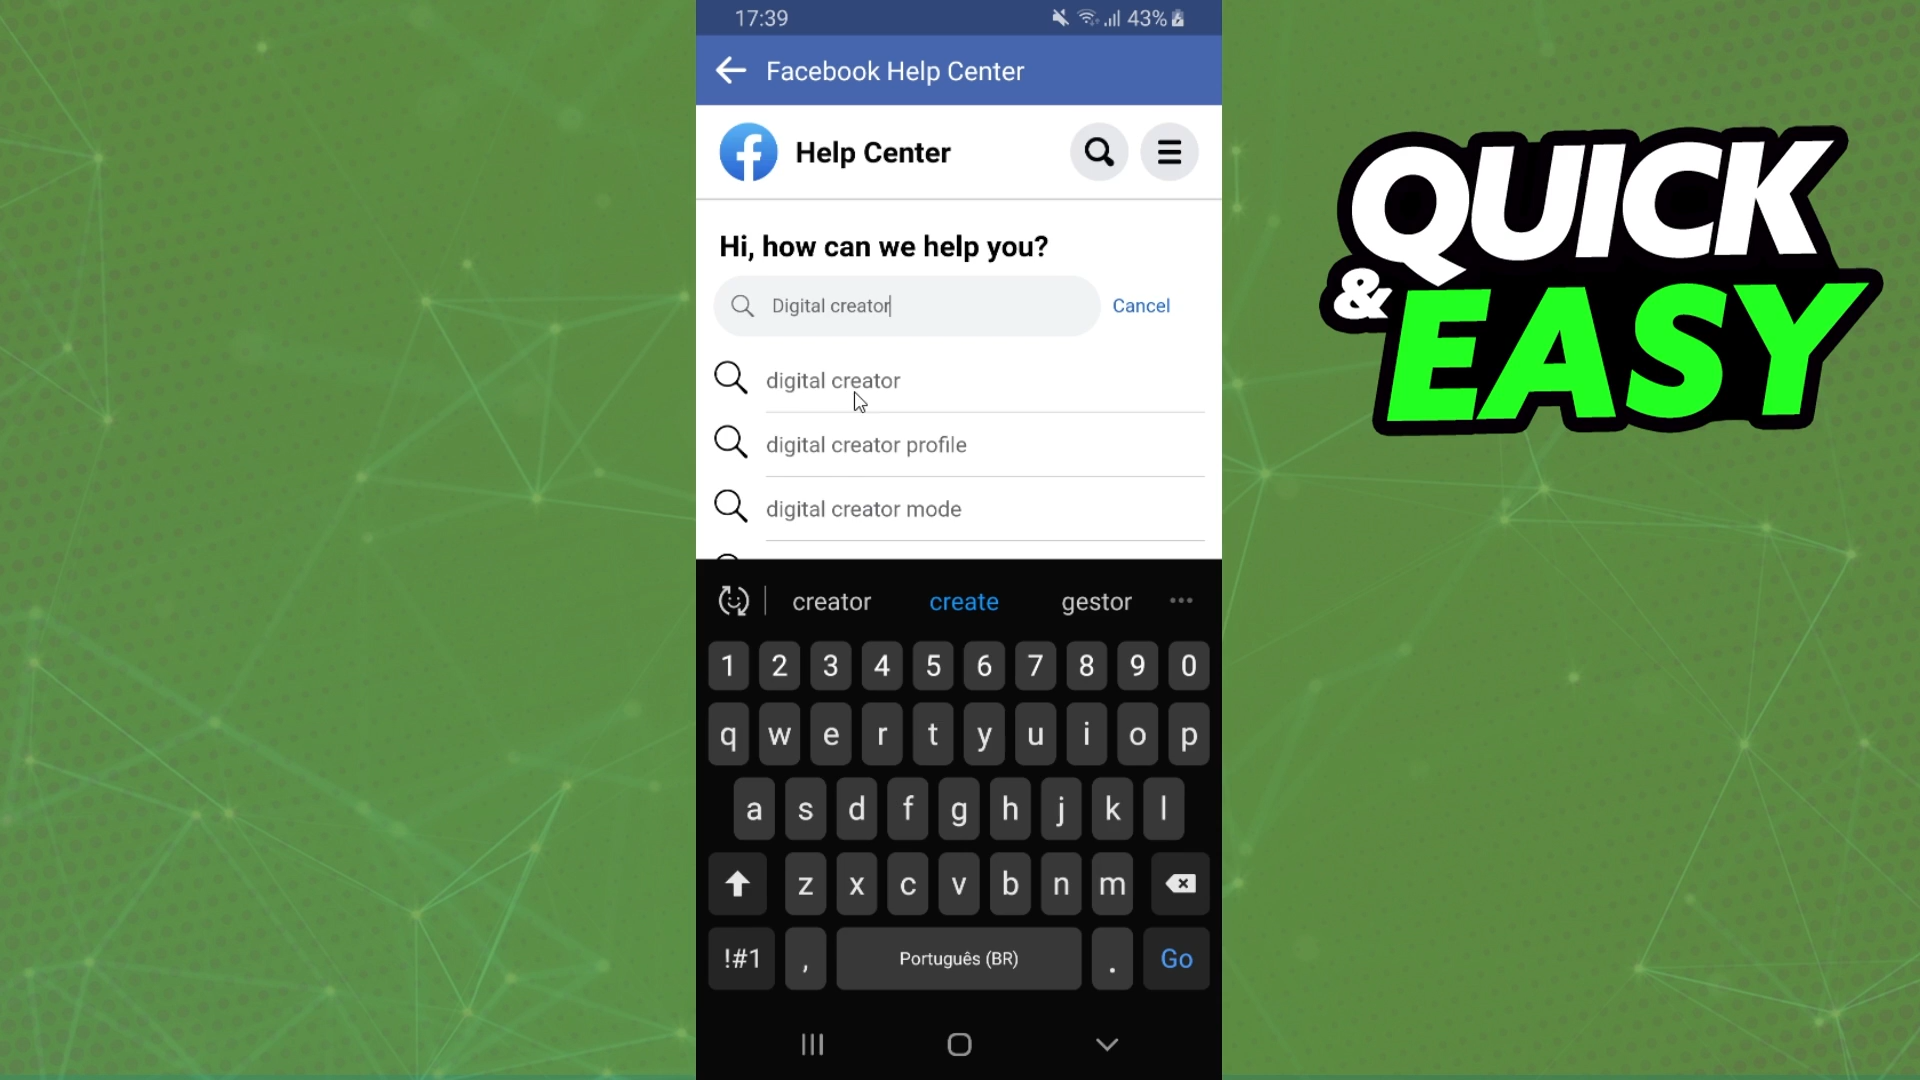 17:39
43%
Facebook Help Center
Help Center
Hi, how can we help you?
Digital creator
Cancel
digital creator
digital creator profile
digital creator mode
creator create gestor
1 2 3 4 5 6 7 8 9 0
q w e r t y u i o p
a s d f g h j k l
z x c v b n m
!#1 , Português (BR) . Go
QUICK
& EASY